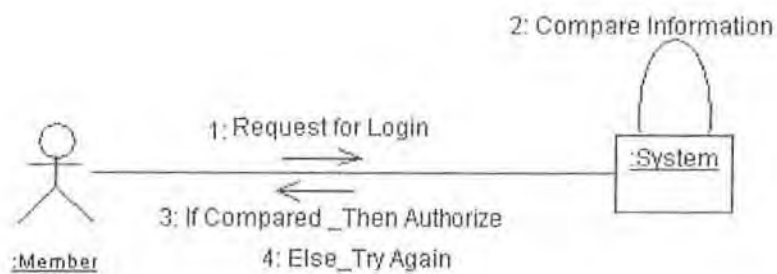 2: Compare Information
1: Request for Login
:System
3: If Compared _Then Authorize
:Member
4: Else_Try Again